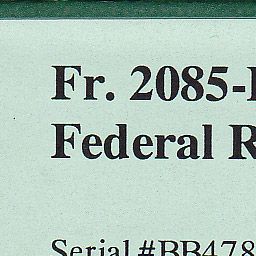 Fr. 2085-
Federal R
Serial #BB478